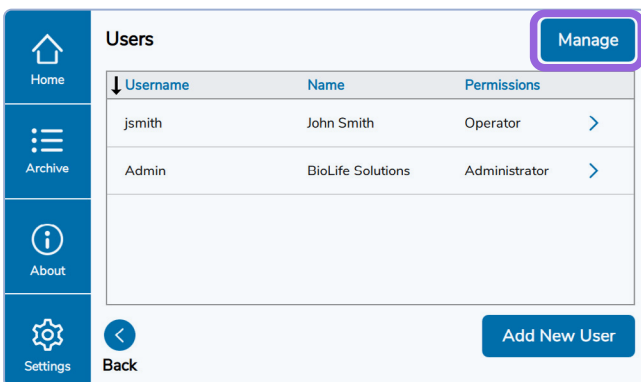 Users
Manage
Home
Username Name Permissions
jsmith John Smith Operator
Archive
Admin BioLife Solutions Administrator
About
Settings
Back
Add New User